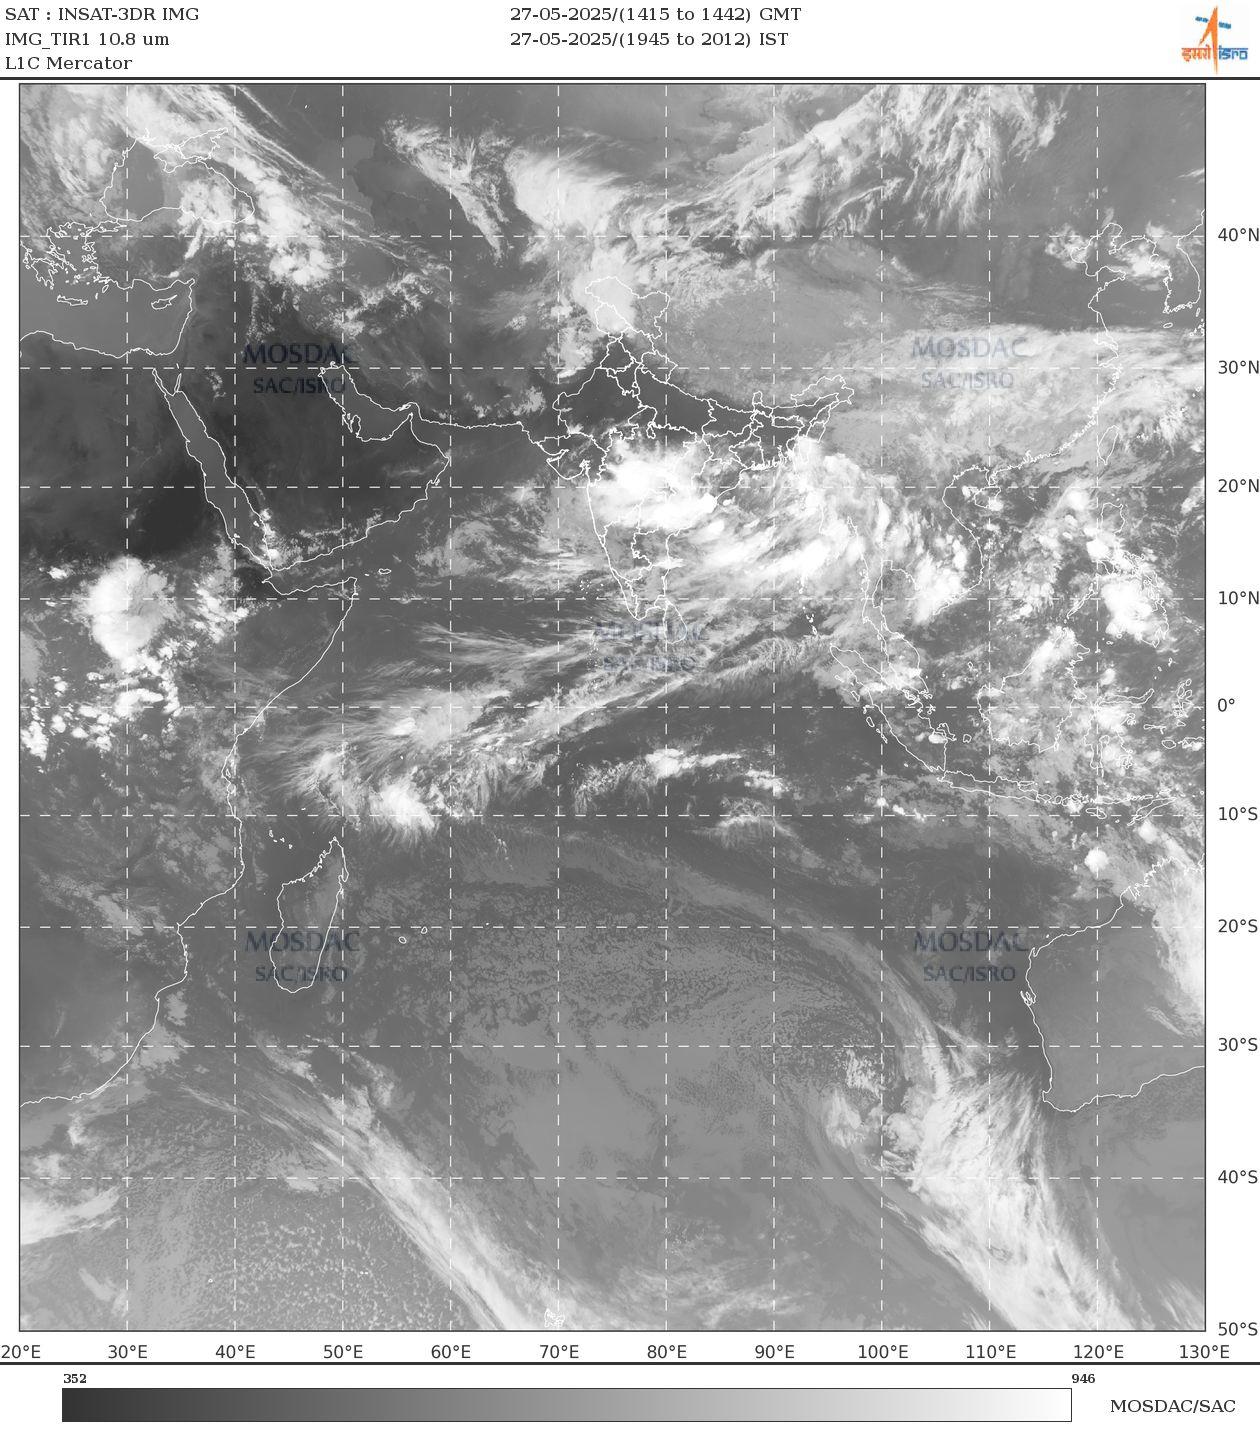 SAT : INSAT-3DR IMG
27-05-2025/(1415 to 1442) GMT
IMG_TIR1 10.8 um
27-05-2025/(1945 to 2012) IST
L1C Mercator
इसरो isro
40°N
MOSDAC
SAC/ISRO
MOSDAC
SAC/ISRO
30°N
20°N
10°N
MOSDAC
SAC/ISRO
0°
10°S
20°S
MOSDAC
SAC/ISRO
MOSDAC
SAC/ISRO
30°S
40°S
50°S
20°E 30°E 40°E 50°E 60°E 70°E 80°E 90°E 100°E 110°E 120°E 130°E
352 946
MOSDAC/SAC